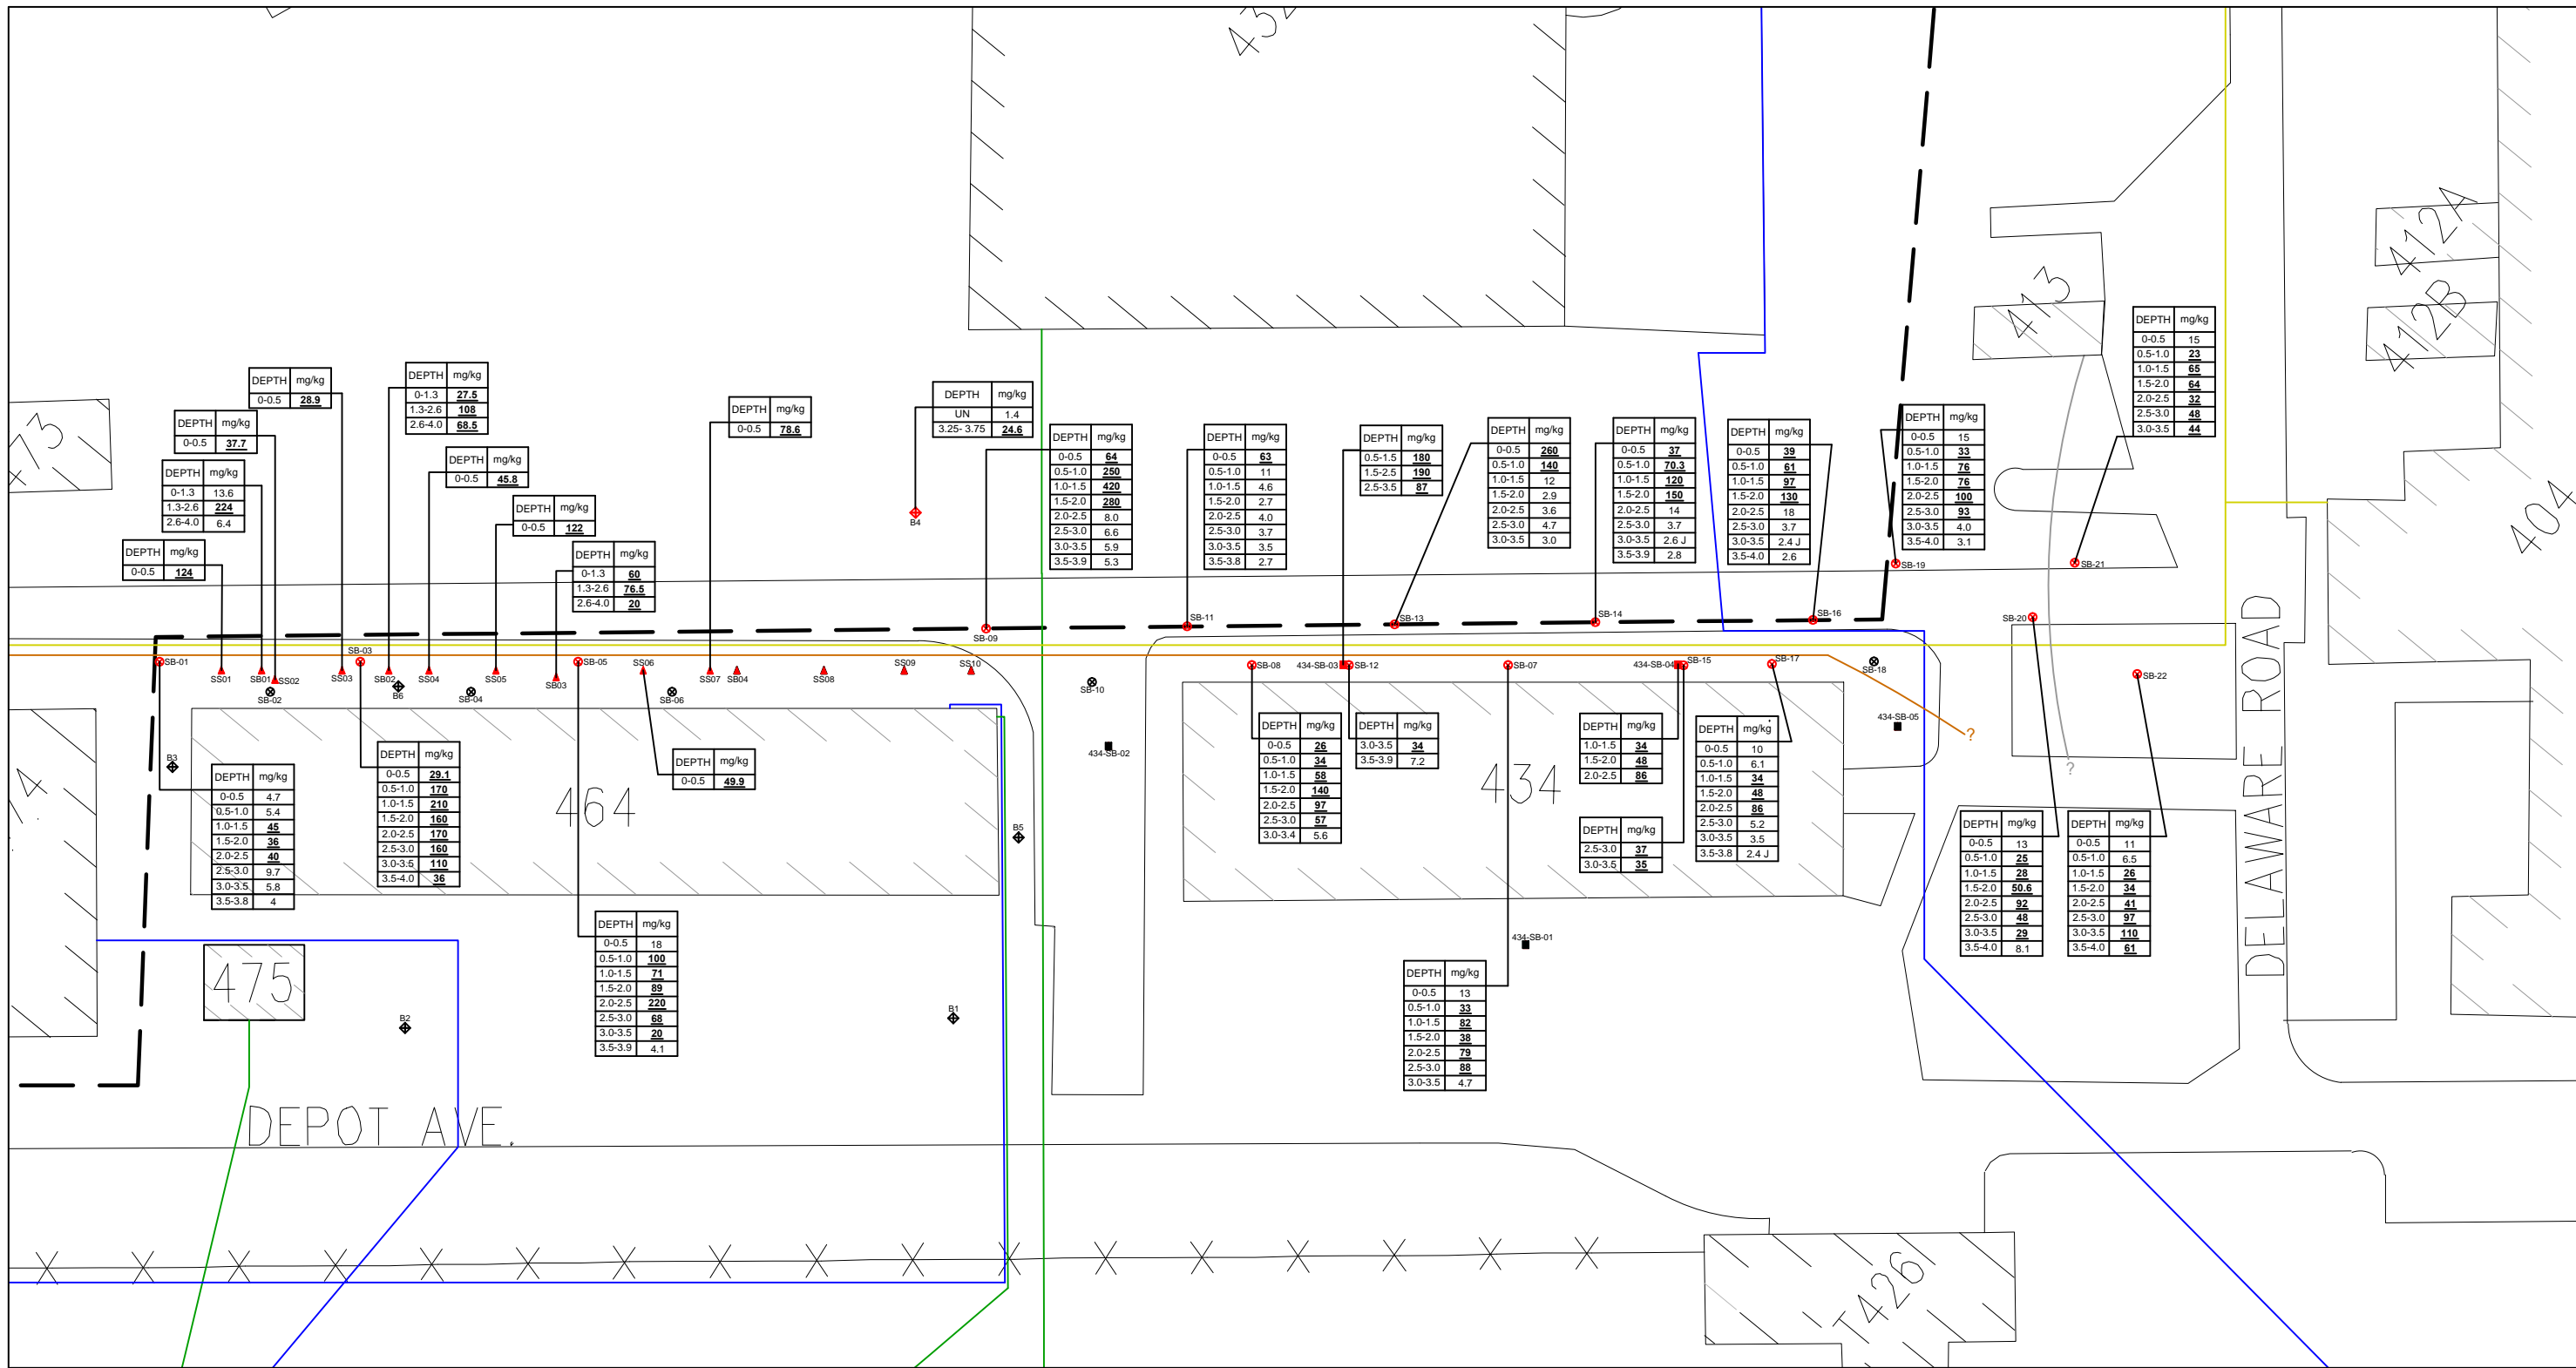 43
473
DEPTH mg/kg
0-0.5 28.9
DEPTH mg/kg
0-0.5 37.7
DEPTH mg/kg
0-1.3 13.6
1.3-2.6 224
2.6-4.0 6.4
DEPTH mg/kg
0-0.5 124
DEPTH mg/kg
0-1.3 27.5
1.3-2.6 108
2.6-4.0 68.5
DEPTH mg/kg
0-0.5 45.8
DEPTH mg/kg
0-0.5 122
DEPTH mg/kg
0-1.3 60
1.3-2.6 76.5
2.6-4.0 20
DEPTH mg/kg
0-0.5 78.6
DEPTH mg/kg
UN 1.4
3.25- 3.75 24.6
B4
DEPTH mg/kg
0-0.5 64
0.5-1.0 250
1.0-1.5 420
1.5-2.0 280
2.0-2.5 8.0
2.5-3.0 6.6
3.0-3.5 5.9
3.5-3.9 5.3
DEPTH mg/kg
0-0.5 63
0.5-1.0 11
1.0-1.5 4.6
1.5-2.0 2.7
2.0-2.5 4.0
2.5-3.0 3.7
3.0-3.5 3.5
3.5-3.8 2.7
DEPTH mg/kg
0.5-1.5 180
1.5-2.5 190
2.5-3.5 87
DEPTH mg/kg
0-0.5 260
0.5-1.0 140
1.0-1.5 12
1.5-2.0 2.9
2.0-2.5 3.6
2.5-3.0 4.7
3.0-3.5 3.0
DEPTH mg/kg
0-0.5 37
0.5-1.0 70.3
1.0-1.5 120
1.5-2.0 150
2.0-2.5 14
2.5-3.0 3.7
3.0-3.5 2.6 J
3.5-3.9 2.8
DEPTH mg/kg
0-0.5 39
0.5-1.0 61
1.0-1.5 97
1.5-2.0 130
2.0-2.5 18
2.5-3.0 3.7
3.0-3.5 2.4 J
3.5-4.0 2.6
DEPTH mg/kg
0-0.5 15
0.5-1.0 33
1.0-1.5 76
1.5-2.0 76
2.0-2.5 100
2.5-3.0 93
3.0-3.5 4.0
3.5-4.0 3.1
DEPTH mg/kg
0-0.5 15
0.5-1.0 23
1.0-1.5 65
1.5-2.0 64
2.0-2.5 32
2.5-3.0 48
3.0-3.5 44
413
412A
412B
404
SB-19
SB-21
SB-09
SB-11
SB-13
SB-14
SB-16
SB-20
SB-01
SS01
SB01
SS02
SB-02
SS03
SB-03
SB02
B6
SS04
SB-04
SS05
SB03
SB-05
SS06
SB-06
SS07
SB04
SS08
SS09
SS10
SB-10
SB-08
434-SB-03
SB-12
SB-07
434-SB-04
SB-15
SB-17
SB-18
SB-22
434-SB-02
434-SB-05
?
?
B3
B5
464
434
DEPTH mg/kg
0-0.5 4.7
0.5-1.0 5.4
1.0-1.5 45
1.5-2.0 36
2.0-2.5 40
2.5-3.0 9.7
3.0-3.5 5.8
3.5-3.8 4
DEPTH mg/kg
0-0.5 29.1
0.5-1.0 170
1.0-1.5 210
1.5-2.0 160
2.0-2.5 170
2.5-3.0 160
3.0-3.5 110
3.5-4.0 36
DEPTH mg/kg
0-0.5 49.9
DEPTH mg/kg
0-0.5 18
0.5-1.0 100
1.0-1.5 71
1.5-2.0 89
2.0-2.5 220
2.5-3.0 68
3.0-3.5 20
3.5-3.9 4.1
DEPTH mg/kg
0-0.5 26
0.5-1.0 34
1.0-1.5 58
1.5-2.0 140
2.0-2.5 97
2.5-3.0 57
3.0-3.4 5.6
DEPTH mg/kg
3.0-3.5 34
3.5-3.9 7.2
DEPTH mg/kg
1.0-1.5 34
1.5-2.0 48
2.0-2.5 86
DEPTH mg/kg
2.5-3.0 37
3.0-3.5 35
DEPTH mg/kg
0-0.5 10
0.5-1.0 6.1
1.0-1.5 34
1.5-2.0 48
2.0-2.5 86
2.5-3.0 5.2
3.0-3.5 3.5
3.5-3.8 2.4 J
DEPTH mg/kg
0-0.5 13
0.5-1.0 25
1.0-1.5 28
1.5-2.0 50.6
2.0-2.5 92
2.5-3.0 48
3.0-3.5 29
3.5-4.0 8.1
DEPTH mg/kg
0-0.5 11
0.5-1.0 6.5
1.0-1.5 26
1.5-2.0 34
2.0-2.5 41
2.5-3.0 97
3.0-3.5 110
3.5-4.0 61
434-SB-01
DEPTH mg/kg
0-0.5 13
0.5-1.0 33
1.0-1.5 82
1.5-2.0 38
2.0-2.5 79
2.5-3.0 88
3.0-3.5 4.7
475
B2
B1
DELAWARE ROAD
DEPOT AVE.
T426